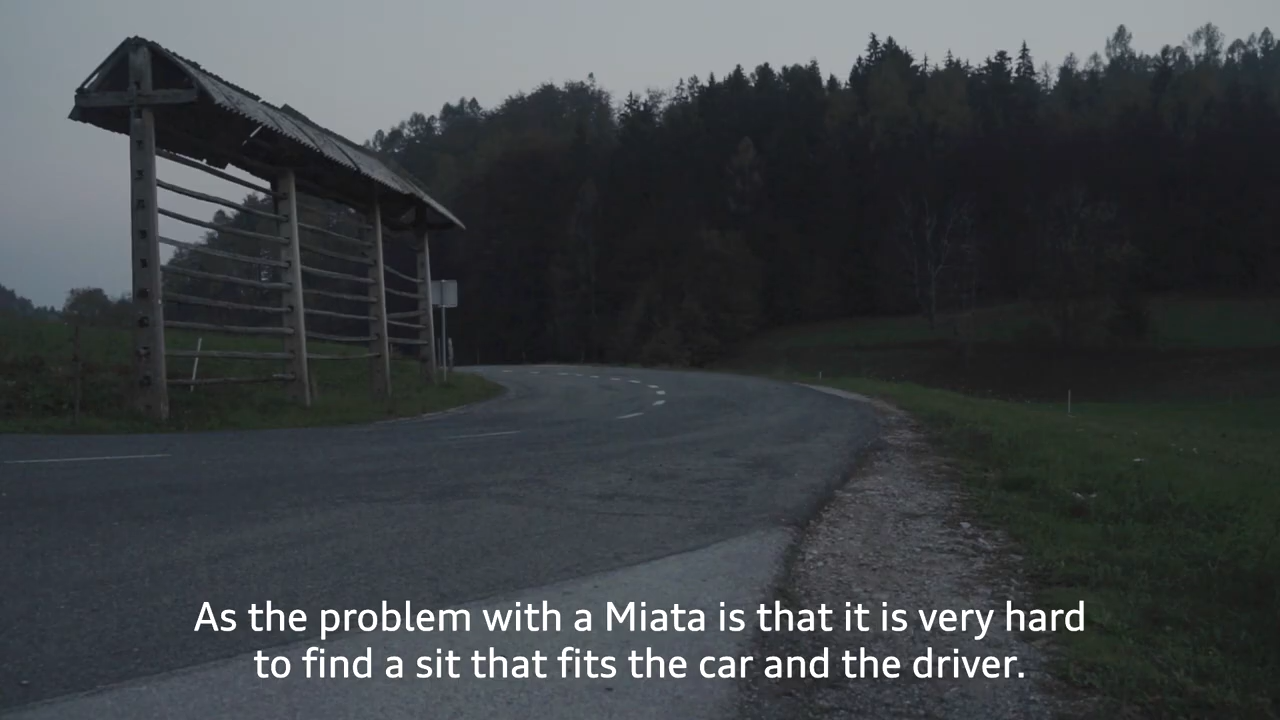 As the problem with a Miata is that it is very hard
to find a sit that fits the car and the driver.